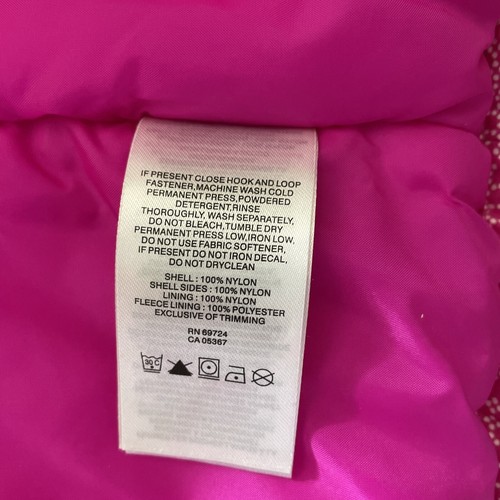 IF PRESENT CLOSE HOOK AND LOOP
FASTENER,MACHINE WASH COLD
PERMANENT PRESS,POWDERED
DETERGENT,RINSE
THOROUGHLY, WASH SEPARATELY,
DO NOT BLEACH,TUMBLE DRY
PERMANENT PRESS LOW,IRON LOW,
DO NOT USE FABRIC SOFTENER,
IF PRESENT DO NOT IRON DECAL,
DO NOT DRYCLEAN
SHELL : 100% NYLON
SHELL SIDES : 100% NYLON
LINING : 100% NYLON
FLEECE LINING : 100% POLYESTER
EXCLUSIVE OF TRIMMING
RN 69724
CA 05367
30 C